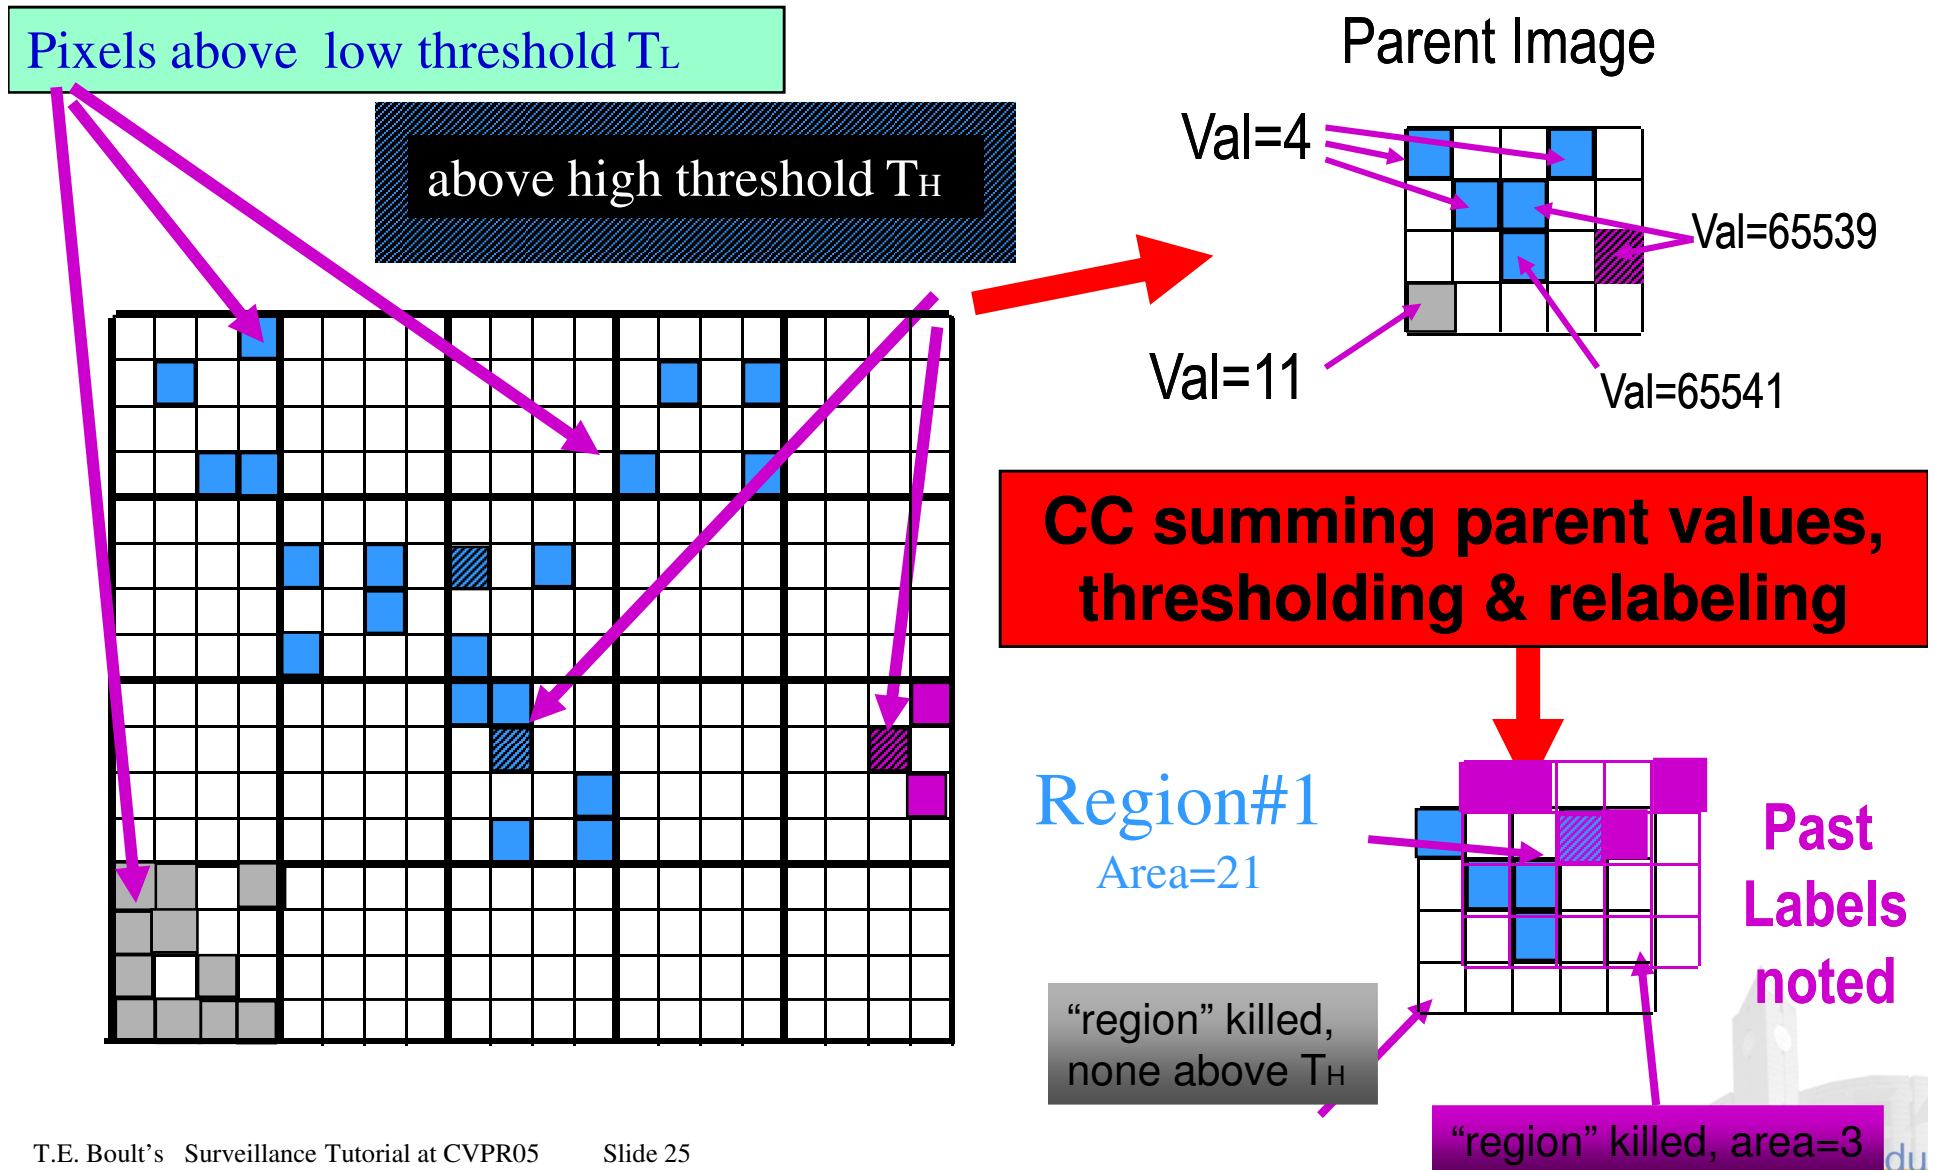 Pixels above low threshold TL
above high threshold TH
Parent Image
Val=4
Val=65539
Val=11
Val=65541
CC summing parent values,
thresholding & relabeling
Region#1
Area=21
Past
Labels
noted
“region” killed,
none above TH
“region” killed, area=3
du
T.E. Boult's Surveillance Tutorial at CVPR05 Slide 25